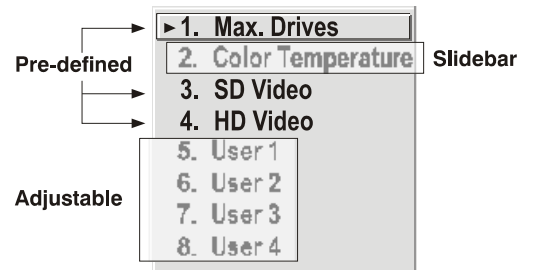 ►1. Max. Drives
2. Color Temperature
Slidebar
Pre-defined
3. SD Video
4. HD Video
5. User 1
6. User 2
Adjustable
7. User 3
8. User 4